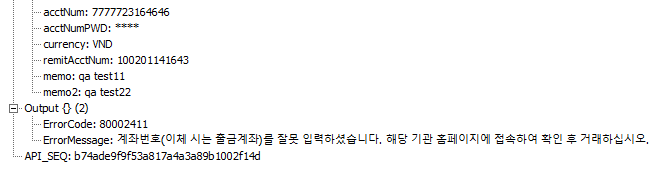 acctNum: 7777723164646
acctNumPWD: ****
currency: VND
remitAcctNum: 100201141643
memo: qa test11
memo2: qa test22
Output {} (2)
ErrorCode: 80002411
ErrorMessage: 계좌번호(이체 시는 출금계좌)를 잘못 입력하셨습니다. 해당 기관 홈페이지에 접속하여 확인 후 거래하십시오.
API_SEQ: b74ade9f9f53a817a4a3a89b1002f14d